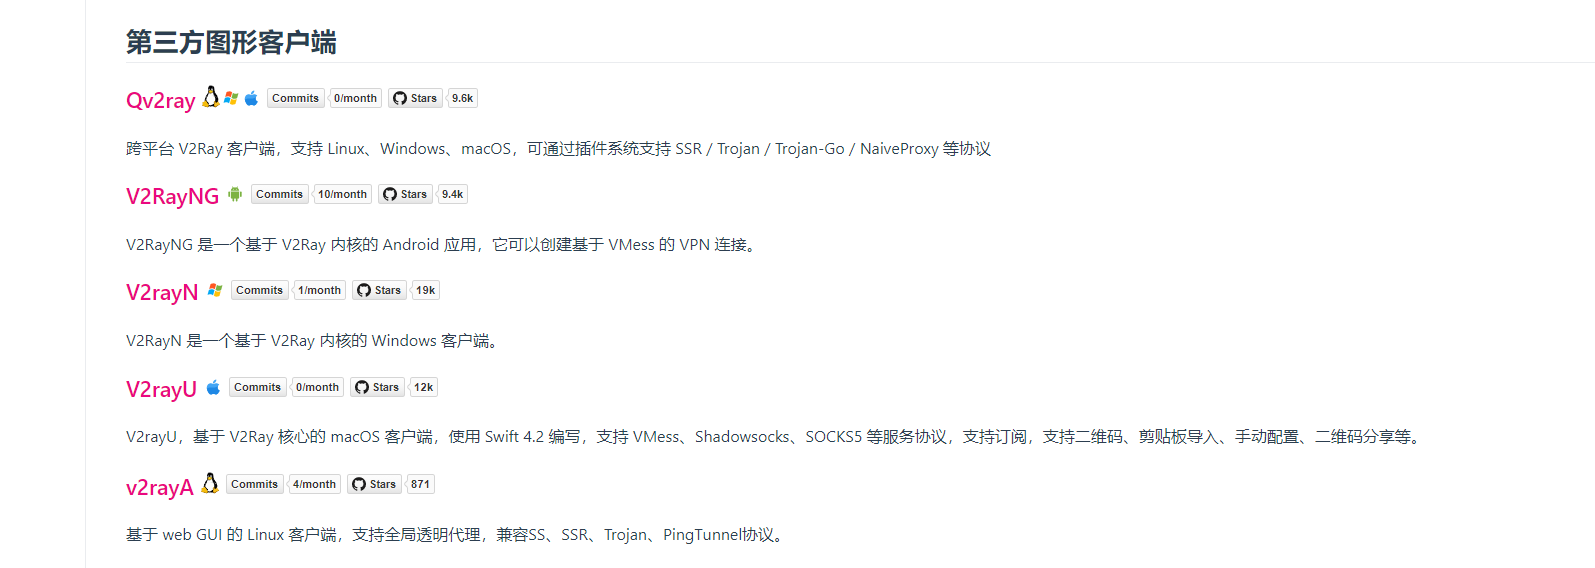 第三方图形客户端
Qv2ray Commits 0/month Stars 9.6k
跨平台 V2Ray 客户端，支持 Linux、Windows、macOS，可通过插件系统支持 SSR / Trojan / Trojan-Go / NaiveProxy 等协议
V2RayNG Commits 10/month Stars 9.4k
V2RayNG 是一个基于 V2Ray 内核的 Android 应用，它可以创建基于 VMess 的 VPN 连接。
V2rayN Commits 1/month Stars 19k
V2RayN 是一个基于 V2Ray 内核的 Windows 客户端。
V2rayU Commits 0/month Stars 12k
V2rayU，基于 V2Ray 核心的 macOS 客户端，使用 Swift 4.2 编写，支持 VMess、Shadowsocks、SOCKS5 等服务协议，支持订阅，支持二维码、剪贴板导入、手动配置、二维码分享等。
v2rayA Commits 4/month Stars 871
基于 web GUI 的 Linux 客户端，支持全局透明代理，兼容SS、SSR、Trojan、PingTunnel协议。